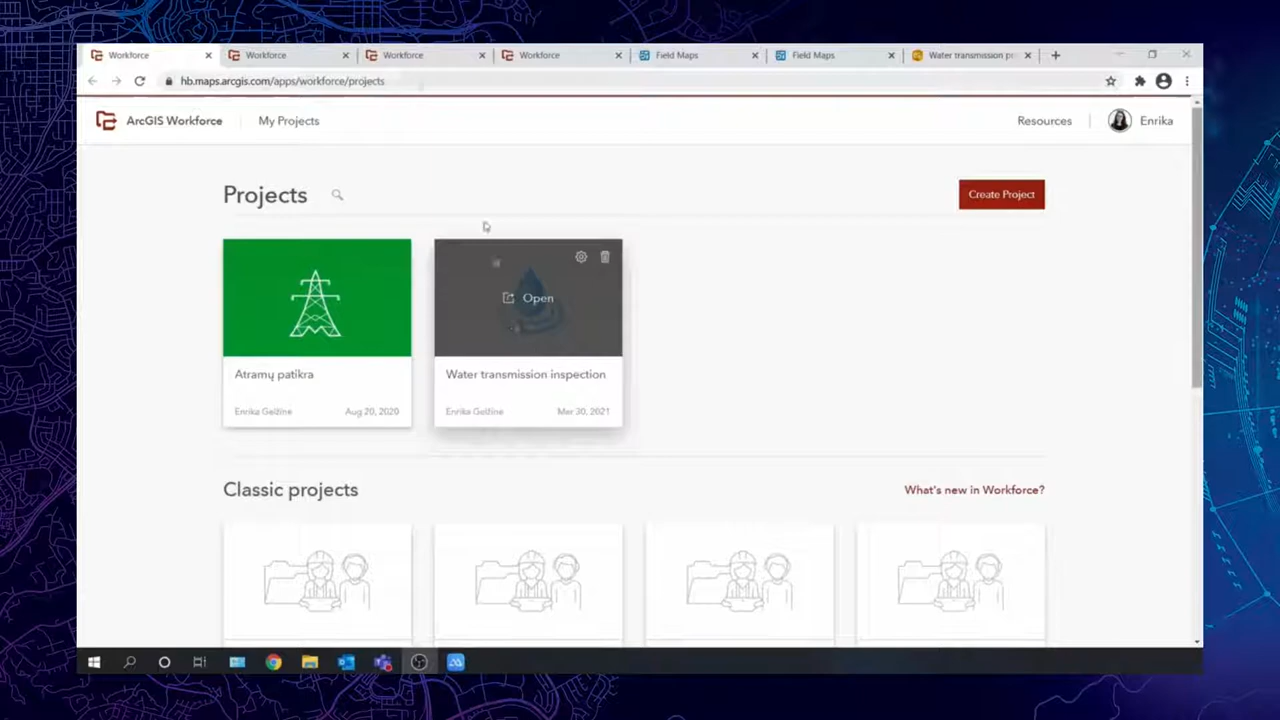 Workforce
Workforce
Workforce
Workforce
Field Maps
Field Maps
Water transmission pr
hb.maps.arcgis.com/apps/workforce/projects
ArcGIS Workforce
My Projects
Resources
Enrika
Projects
Create Project
Open
Atramų patikra
Water transmission inspection
Enrika Gelžinė
Aug 20, 2020
Enrika Gelžinė
Mar 30, 2021
Classic projects
What's new in Workforce?